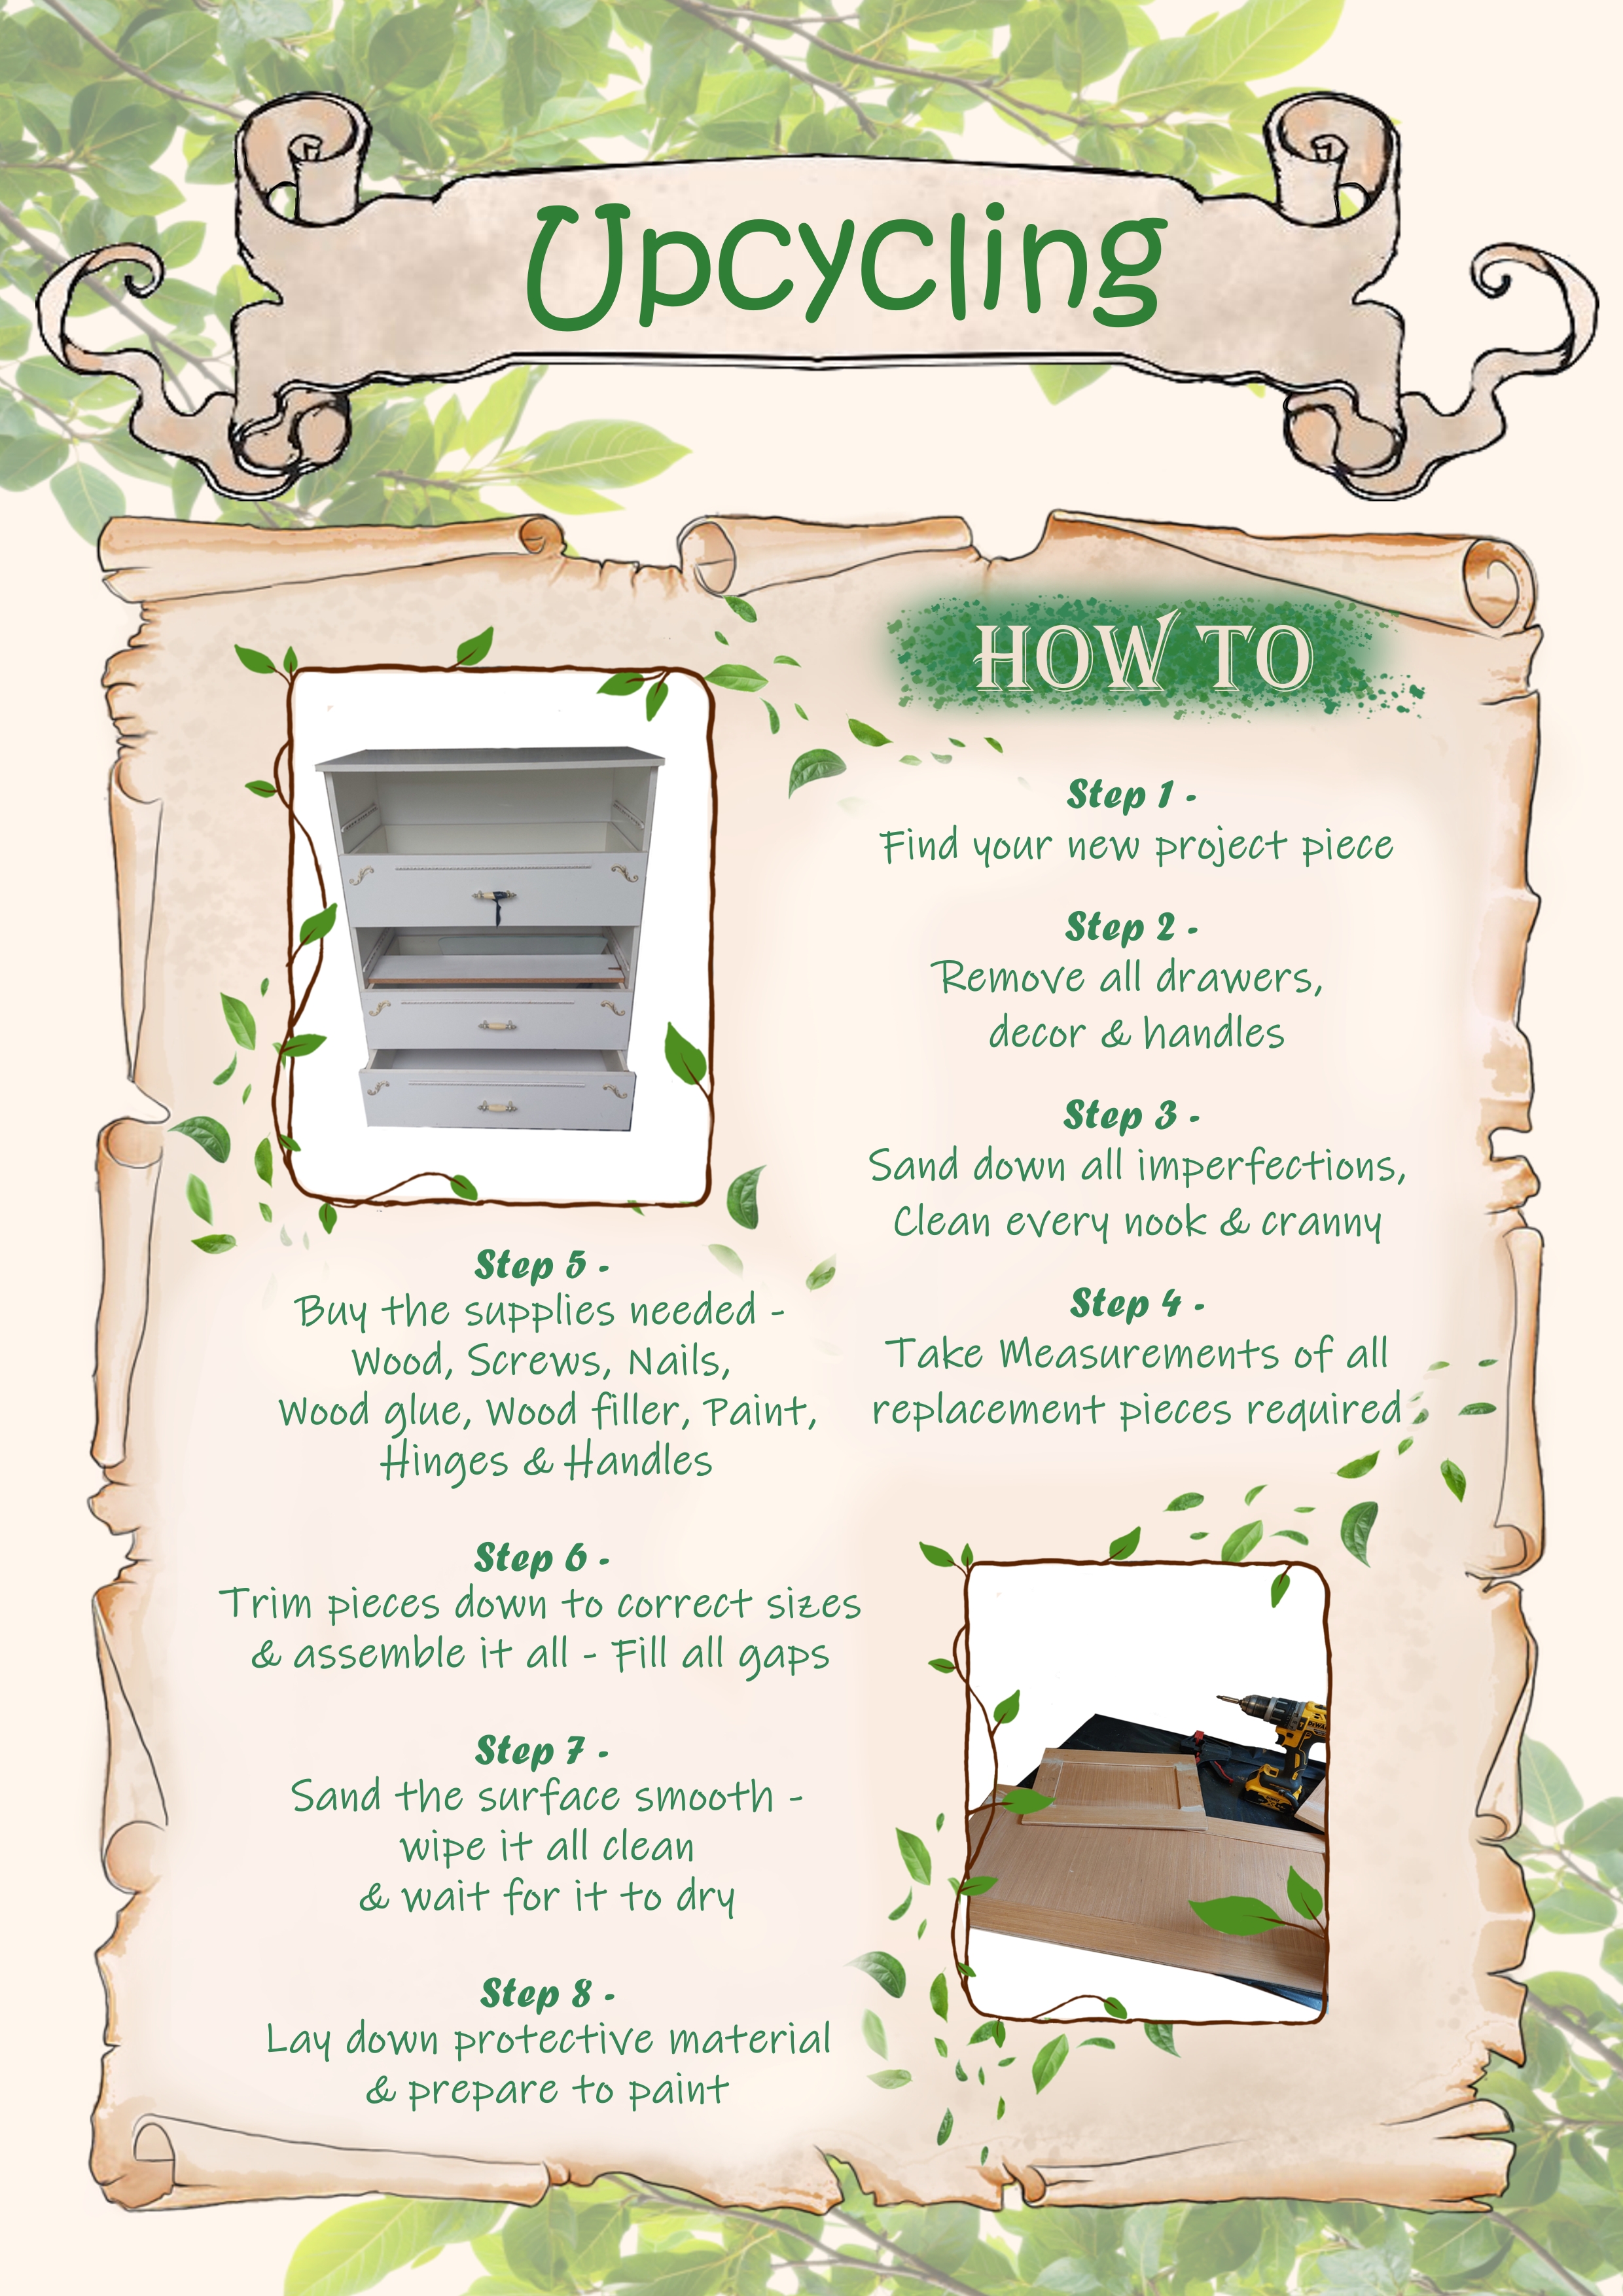 Upcycling
HOW TO
Step 1 -
Find your new project piece
Step 2 -
Remove all drawers,
decor & handles
Step 3 -
Sand down all imperfections,
Clean every nook & cranny
Step 4 -
Take Measurements of all
replacement pieces required
Step 5 -
Buy the supplies needed -
Wood, Screws, Nails,
Wood glue, Wood filler, Paint,
Hinges & Handles
Step 6 -
Trim pieces down to correct sizes
& assemble it all - Fill all gaps
Step 7 -
Sand the surface smooth -
wipe it all clean
& wait for it to dry
Step 8 -
Lay down protective material
& prepare to paint